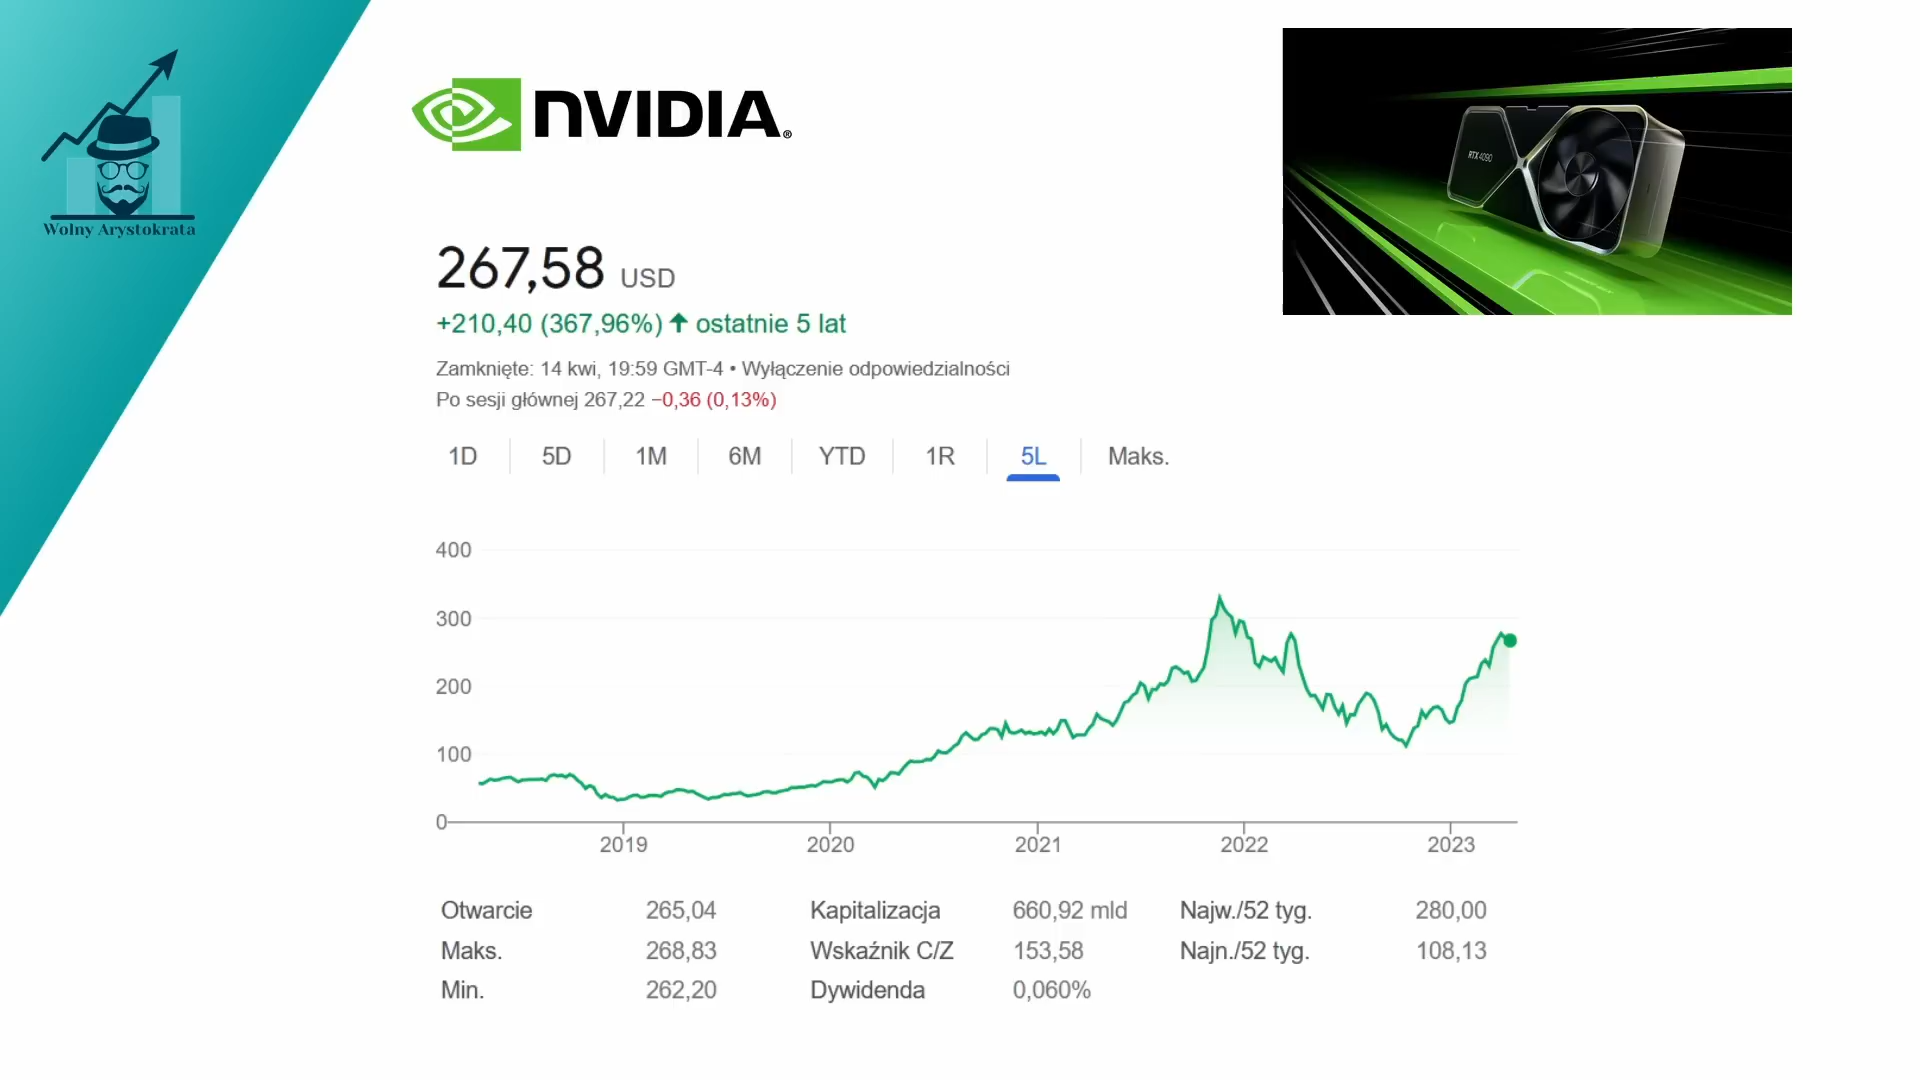 Wolny Arystokrata
NVIDIA®
RTX 4090
267,58 USD
+210,40 (367,96%) ↑ ostatnie 5 lat
Zamknięte: 14 kwi, 19:59 GMT-4 • Wyłączenie odpowiedzialności
Po sesji głównej 267,22 −0,36 (0,13%)
1D 5D 1M 6M YTD 1R 5L Maks.
400
300
200
100
0
2019 2020 2021 2022 2023
Otwarcie 265,04 Kapitalizacja 660,92 mld Najw./52 tyg. 280,00
Maks. 268,83 Wskaźnik C/Z 153,58 Najn./52 tyg. 108,13
Min. 262,20 Dywidenda 0,060%